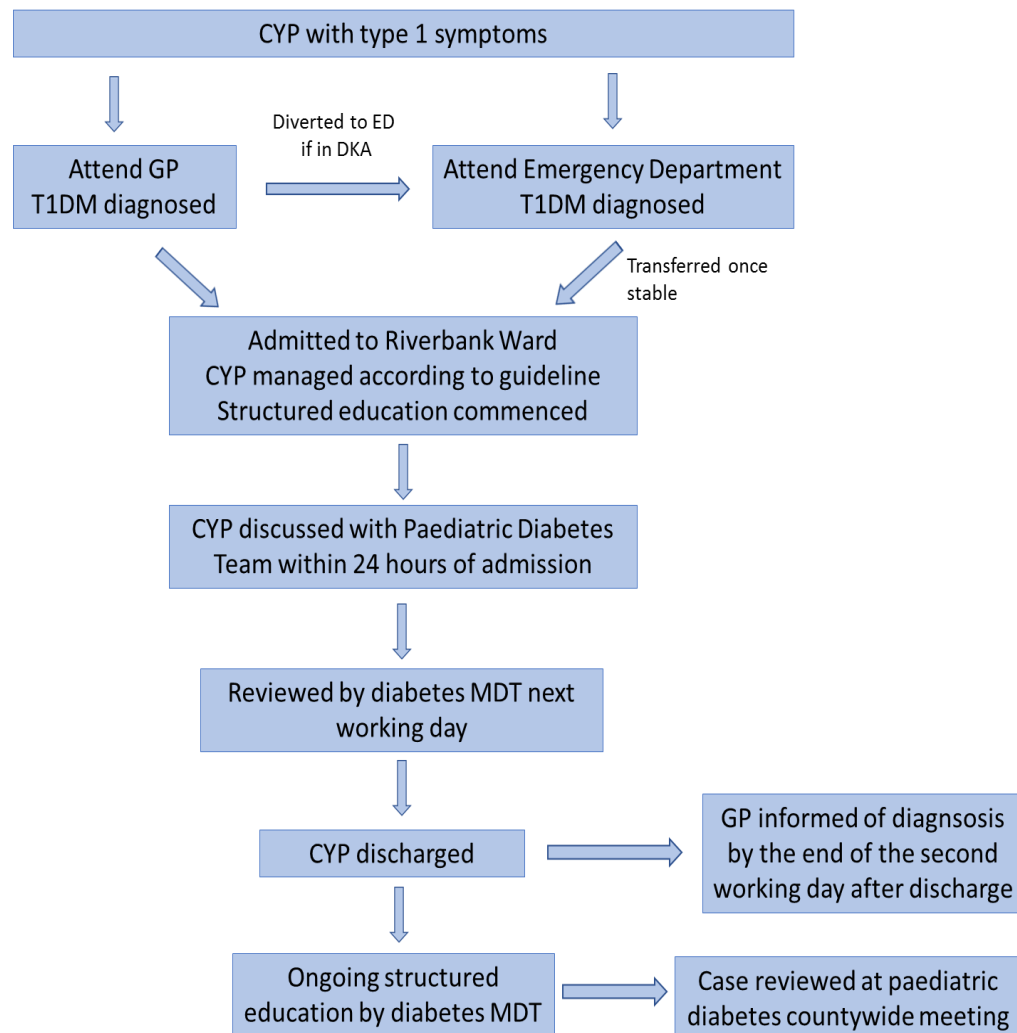 CYP with type 1 symptoms
Diverted to ED
if in DKA
Attend GP
T1DM diagnosed
Attend Emergency Department
T1DM diagnosed
Transferred once
stable
Admitted to Riverbank Ward
CYP managed according to guideline
Structured education commenced
CYP discussed with Paediatric Diabetes
Team within 24 hours of admission
Reviewed by diabetes MDT next
working day
CYP discharged
GP informed of diagnsosis
by the end of the second
working day after discharge
Ongoing structured
education by diabetes MDT
Case reviewed at paediatric
diabetes countywide meeting